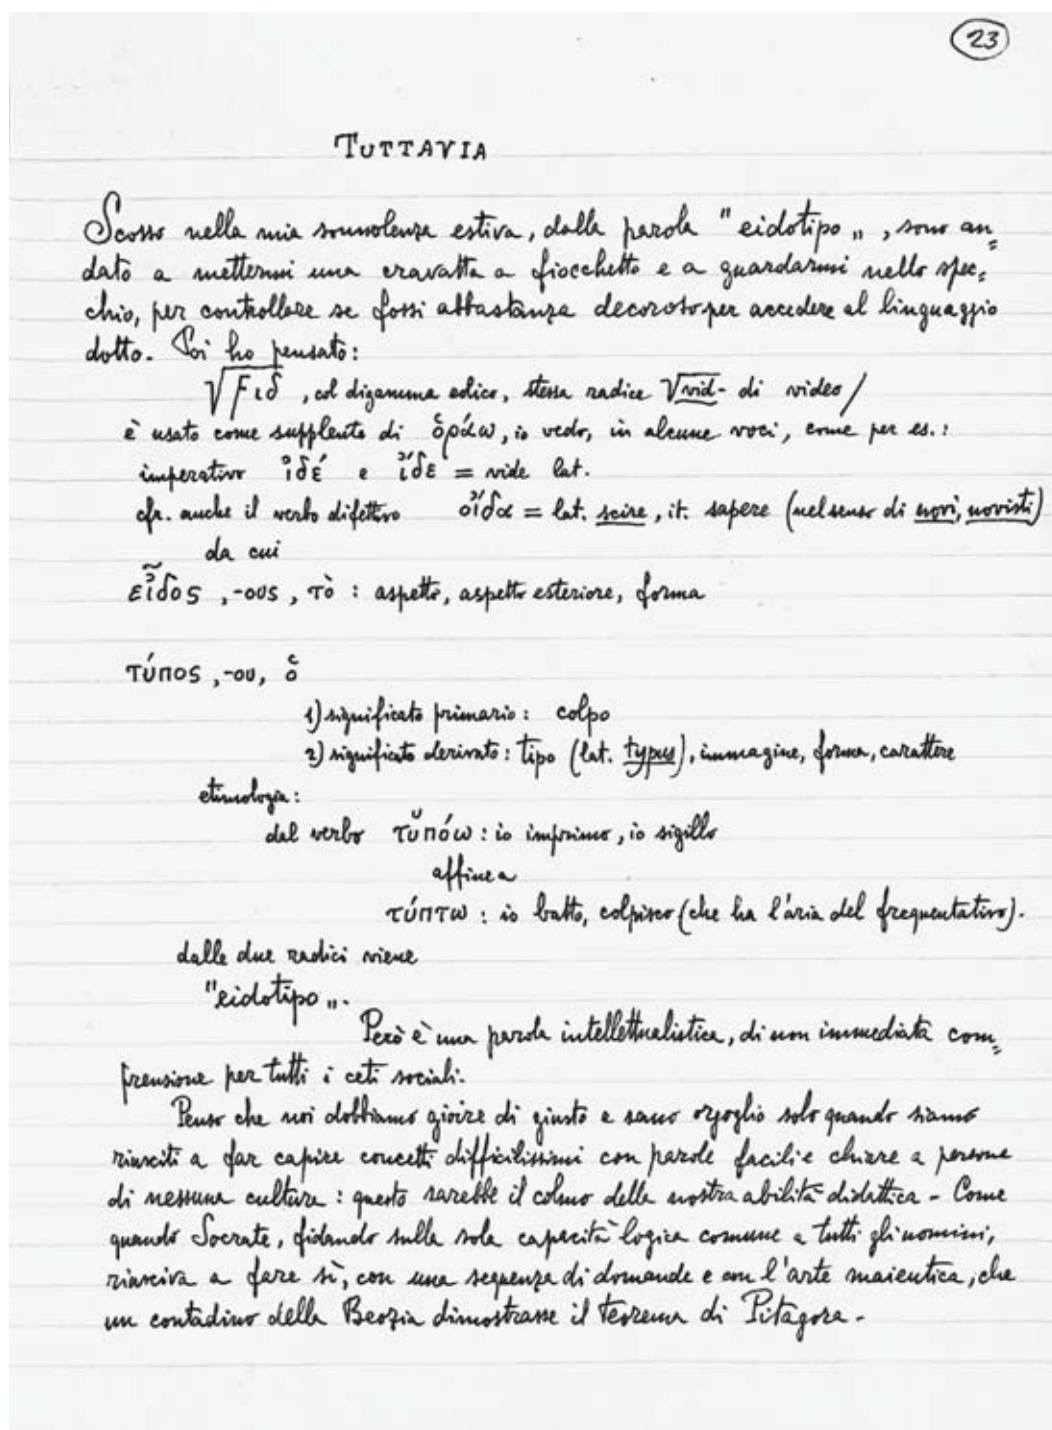 23
TUTTAVIA
Scosso nella mia sonnolenza estiva, dalla parola "eidotipo„, sono an=
dato a mettermi una cravatta a fiocchetto e a guardarmi nello spec=
chio, per controllare se fossi abbastanza decoroso per accedere al linguaggio
dotto. Poi ho pensato:
√Fιδ, col digamma eolico, stessa radice √vid- di video/
è usato come supplente di ὁράω, io vedo, in alcune voci, come per es.:
imperativo ἰδέ e ἴδε = vide lat.
cfr. anche il verbo difettivo οἴδα = lat. scire, it. sapere (nel senso di novi, novisti)
da cui
εἶδος, -ους, τὸ : aspetto, aspetto esteriore, forma
τύπος, -ου, ὁ
1) significato primario: colpo
2) significato derivato: tipo (lat. typus), immagine, forma, carattere
etimologia:
dal verbo τῠπόω : io imprimo, io sigillo
affine a
τύπτω : io batto, colpisco (che ha l'aria del frequentativo).
dalle due radici viene
"eidotipo„.
Però è una parola intellettualistica, di non immediata com=
prensione per tutti i ceti sociali.
Penso che noi dobbiamo gioire di giusto e sano orgoglio solo quando siamo
riusciti a far capire concetti difficilissimi con parole facili e chiare a persone
di nessuna cultura : questo sarebbe il colmo della nostra abilità didattica - Come
quando Socrate, fidando sulla sola capacità logica comune a tutti gli uomini,
riusciva a fare sì, con una sequenza di domande e con l'arte maieutica, che
un contadino della Beozia dimostrasse il teorema di Pitagora -